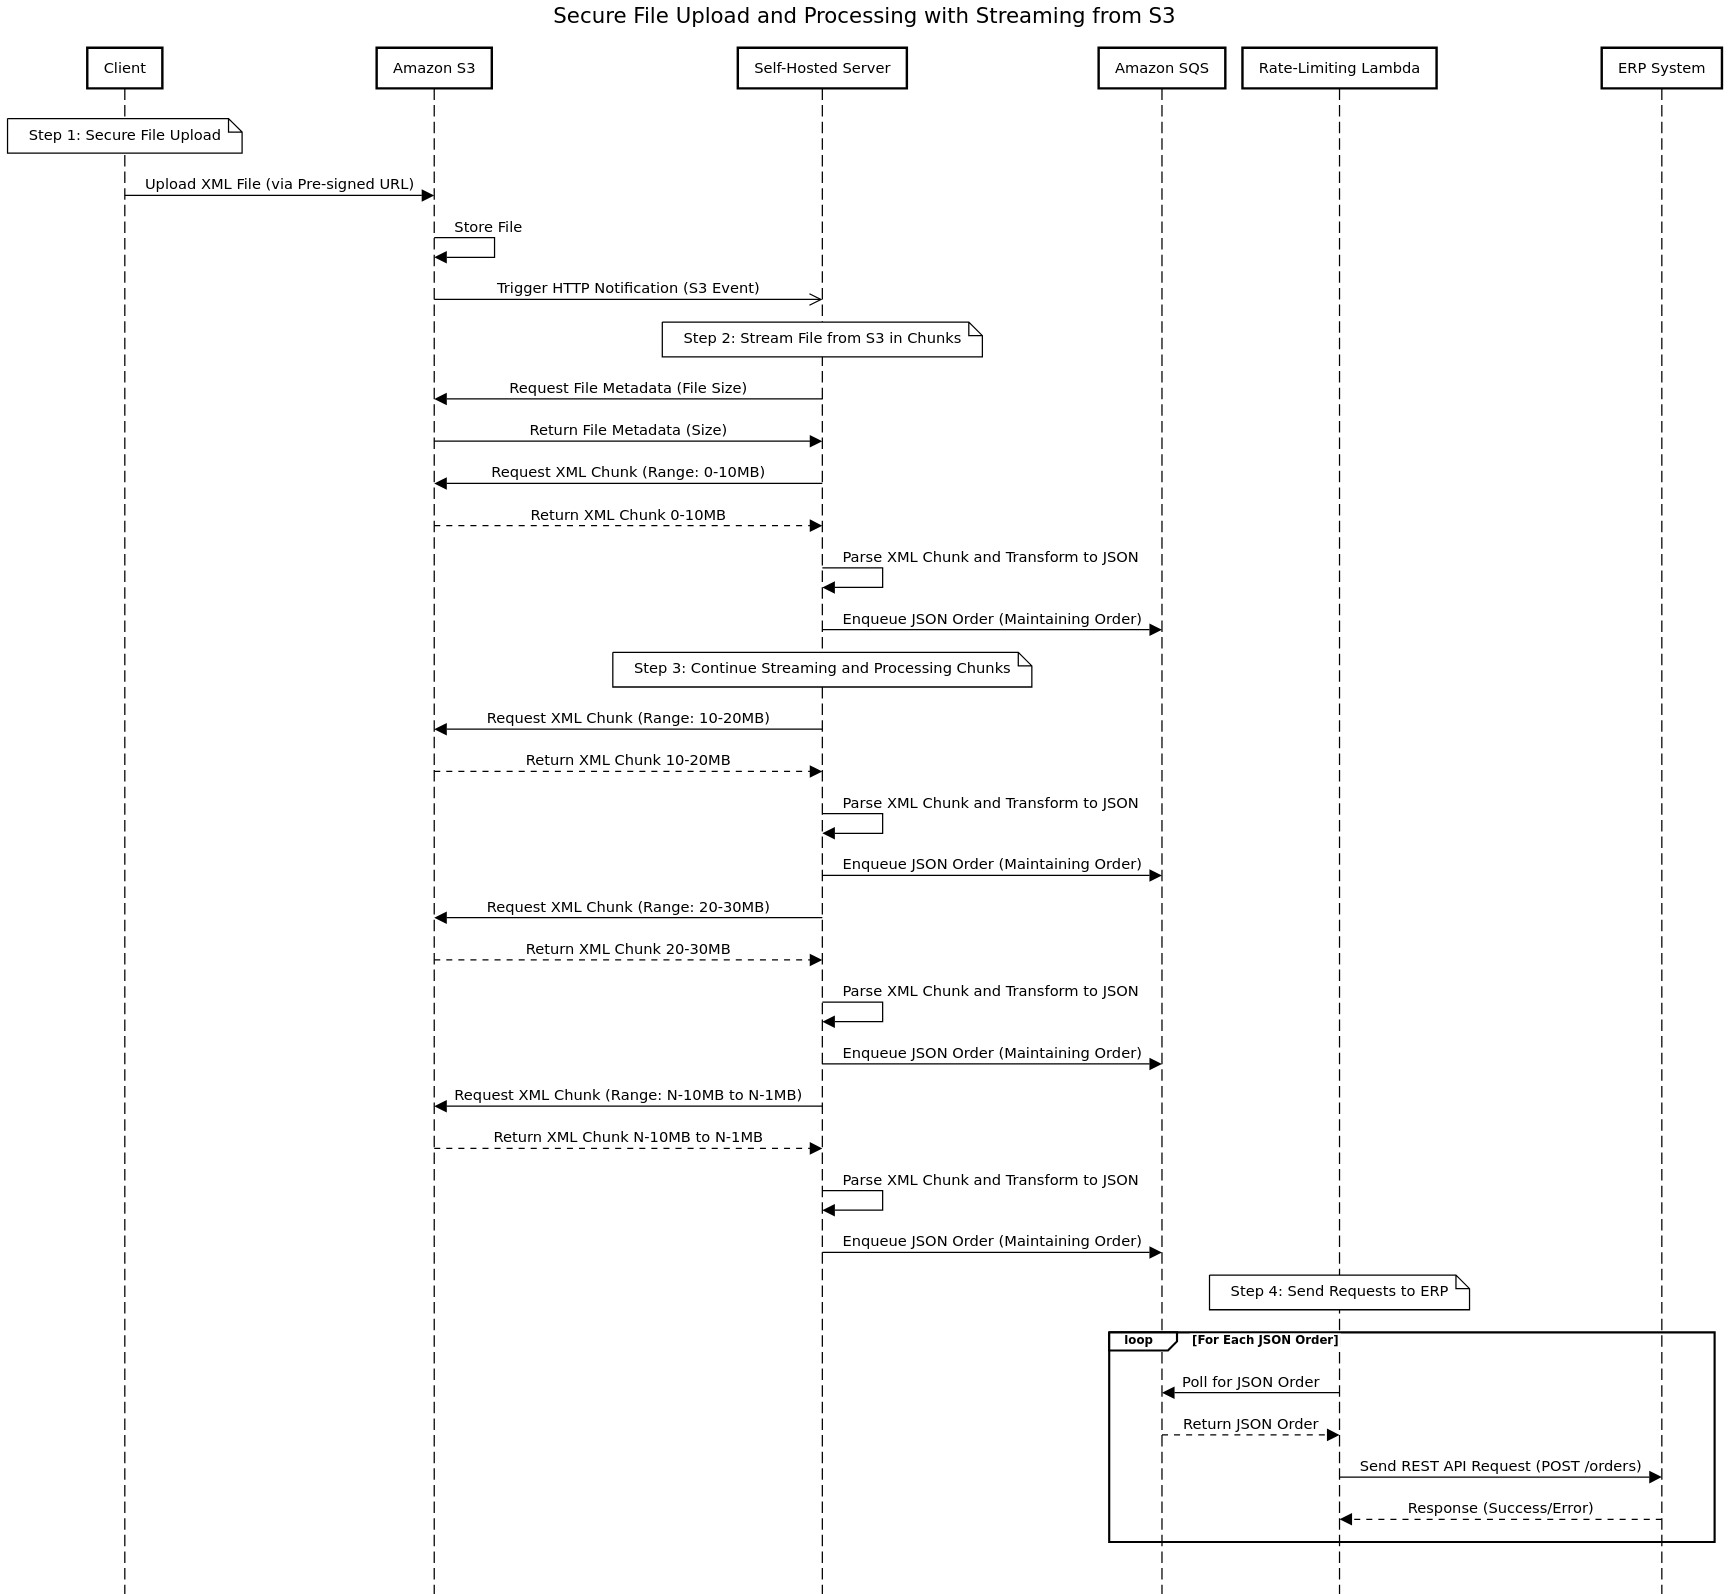 Secure File Upload and Processing with Streaming from S3
Client
Amazon S3
Self-Hosted Server
Amazon SQS
Rate-Limiting Lambda
ERP System
Step 1: Secure File Upload
Upload XML File (via Pre-signed URL)
Store File
Trigger HTTP Notification (S3 Event)
Step 2: Stream File from S3 in Chunks
Request File Metadata (File Size)
Return File Metadata (Size)
Request XML Chunk (Range: 0-10MB)
Return XML Chunk 0-10MB
Parse XML Chunk and Transform to JSON
Enqueue JSON Order (Maintaining Order)
Step 3: Continue Streaming and Processing Chunks
Request XML Chunk (Range: 10-20MB)
Return XML Chunk 10-20MB
Parse XML Chunk and Transform to JSON
Enqueue JSON Order (Maintaining Order)
Request XML Chunk (Range: 20-30MB)
Return XML Chunk 20-30MB
Parse XML Chunk and Transform to JSON
Enqueue JSON Order (Maintaining Order)
Request XML Chunk (Range: N-10MB to N-1MB)
Return XML Chunk N-10MB to N-1MB
Parse XML Chunk and Transform to JSON
Enqueue JSON Order (Maintaining Order)
Step 4: Send Requests to ERP
loop
[For Each JSON Order]
Poll for JSON Order
Return JSON Order
Send REST API Request (POST /orders)
Response (Success/Error)